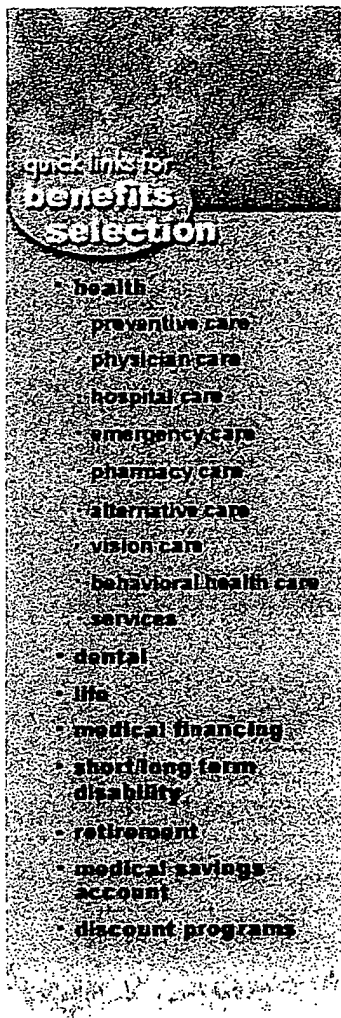 quick links for
benefits
selection
• health
· preventive care
· physician care
· hospital care
· emergency care
· pharmacy care
· alternative care
· vision care
· behavioral health care
· services
• dental
• life
• medical financing
• short/long term
disability
• retirement
• medical savings
account
• discount programs